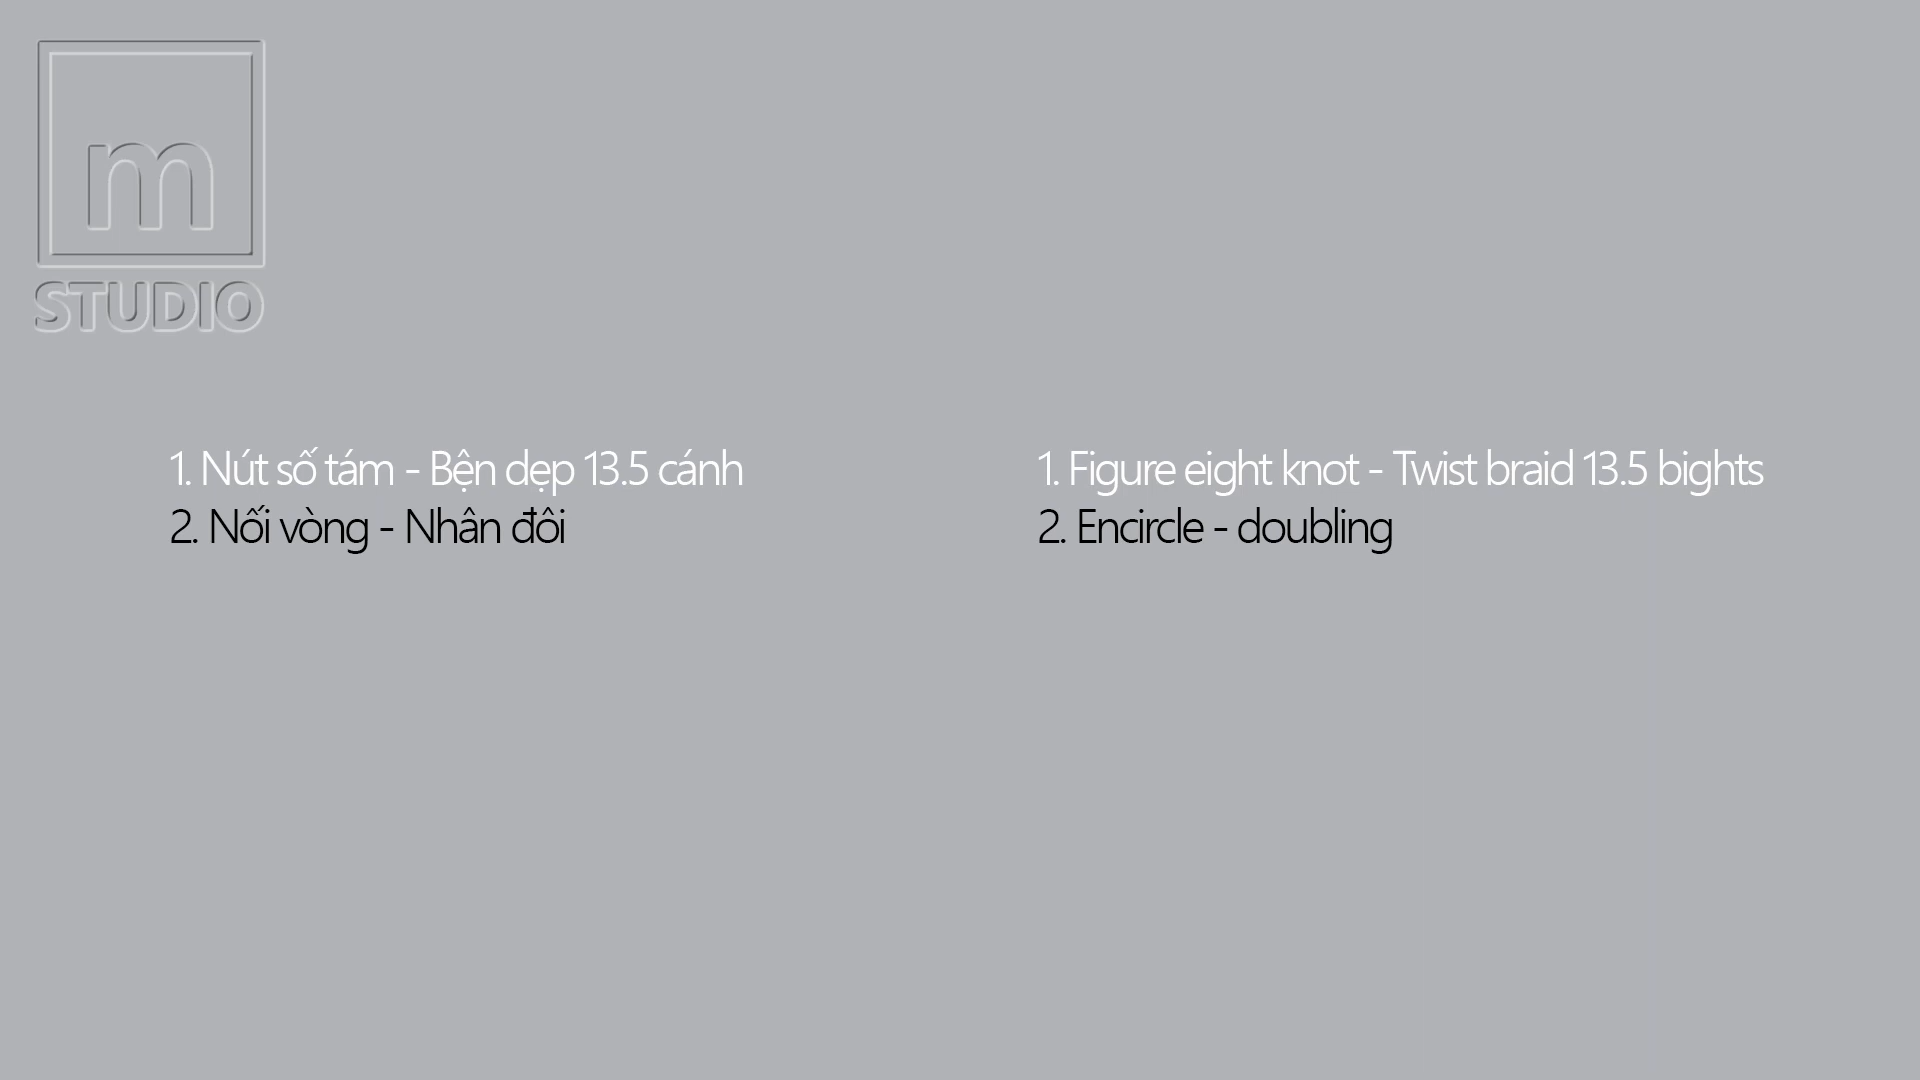 m
STUDIO
1. Nút số tám - Bện dẹp 13.5 cánh
2. Nối vòng - Nhân đôi
1. Figure eight knot - Twist braid 13.5 bights
2. Encircle - doubling